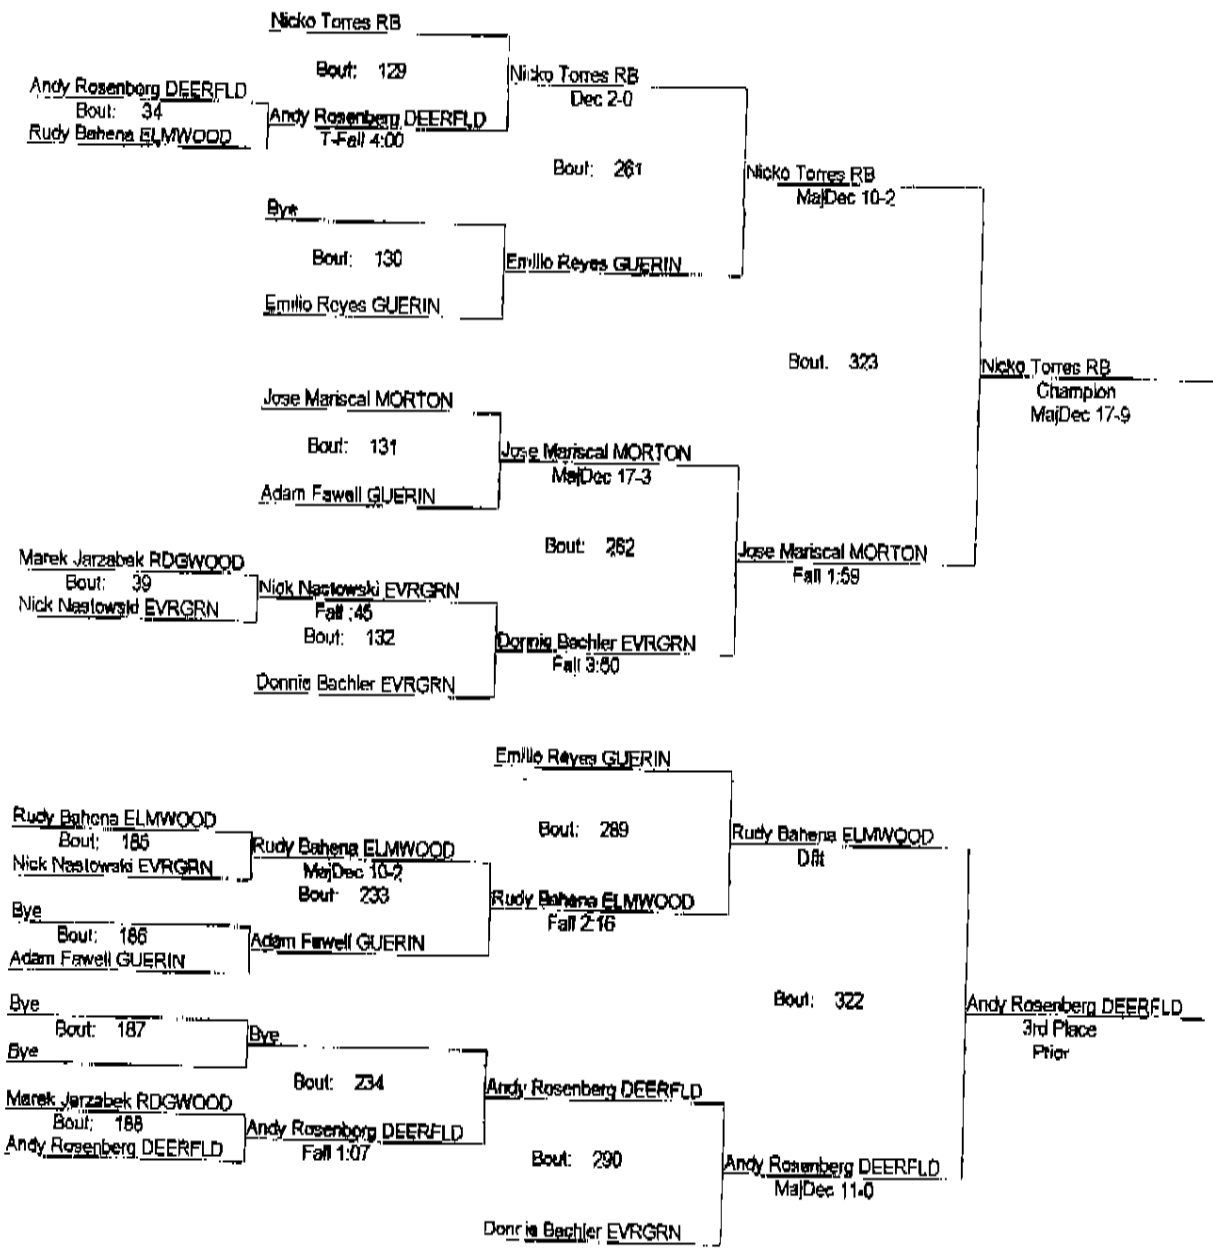 Nicko Torres RB
Bout: 129
Andy Rosenberg DEERFLD
Bout: 34
Rudy Bahena ELMWOOD
Andy Rosenberg DEERFLD
T-Fall 4:00
Nicko Torres RB
Dec 2-0
Bout: 261
Nicko Torres RB
MajDec 10-2
Bye
Bout: 130
Emilio Reyes GUERIN
Emilio Reyes GUERIN
Bout. 323
Nicko Torres RB
Champion
MajDec 17-9
Jose Mariscal MORTON
Bout: 131
Jose Mariscal MORTON
MajDec 17-3
Adam Fawell GUERIN
Bout: 262
Jose Mariscal MORTON
Fall 1:59
Marek Jarzabek RDGWOOD
Bout: 39
Nick Nastowski EVRGRN
Nick Nastowski EVRGRN
Fall :45
Bout: 132
Donnie Bachler EVRGRN
Fall 3:50
Donnie Bachler EVRGRN
Emilio Reyes GUERIN
Bout: 289
Rudy Bahena ELMWOOD
Dflt
Rudy Bahena ELMWOOD
Bout: 185
Nick Nastowski EVRGRN
Rudy Bahena ELMWOOD
MajDec 10-2
Bout: 233
Rudy Bahena ELMWOOD
Fall 2:16
Bye
Bout: 186
Adam Fawell GUERIN
Adam Fawell GUERIN
Bout: 322
Andy Rosenberg DEERFLD
3rd Place
Prior
Bye
Bout: 187
Bye
Bye
Bout: 234
Andy Rosenberg DEERFLD
Marek Jarzabek RDGWOOD
Bout: 188
Andy Rosenberg DEERFLD
Andy Rosenberg DEERFLD
Fall 1:07
Bout: 290
Andy Rosenberg DEERFLD
MajDec 11-0
Donnie Bachler EVRGRN